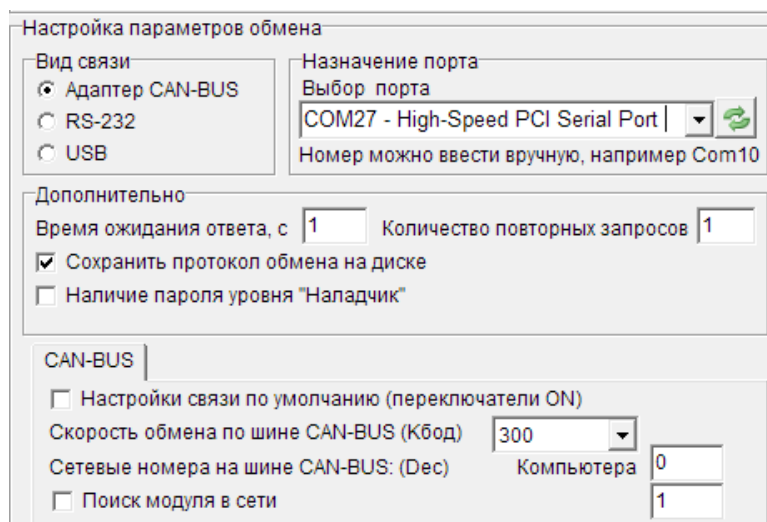 Настройка параметров обмена
Вид связи
Адаптер CAN-BUS
RS-232
USB
Назначение порта
Выбор порта
COM27 - High-Speed PCI Serial Port
Номер можно ввести вручную, например Com10
Дополнительно
Время ожидания ответа, с 1 Количество повторных запросов 1
Сохранить протокол обмена на диске
Наличие пароля уровня "Наладчик"
CAN-BUS
Настройки связи по умолчанию (переключатели ON)
Скорость обмена по шине CAN-BUS (Кбод) 300
Сетевые номера на шине CAN-BUS: (Dec) Компьютера 0
Поиск модуля в сети 1